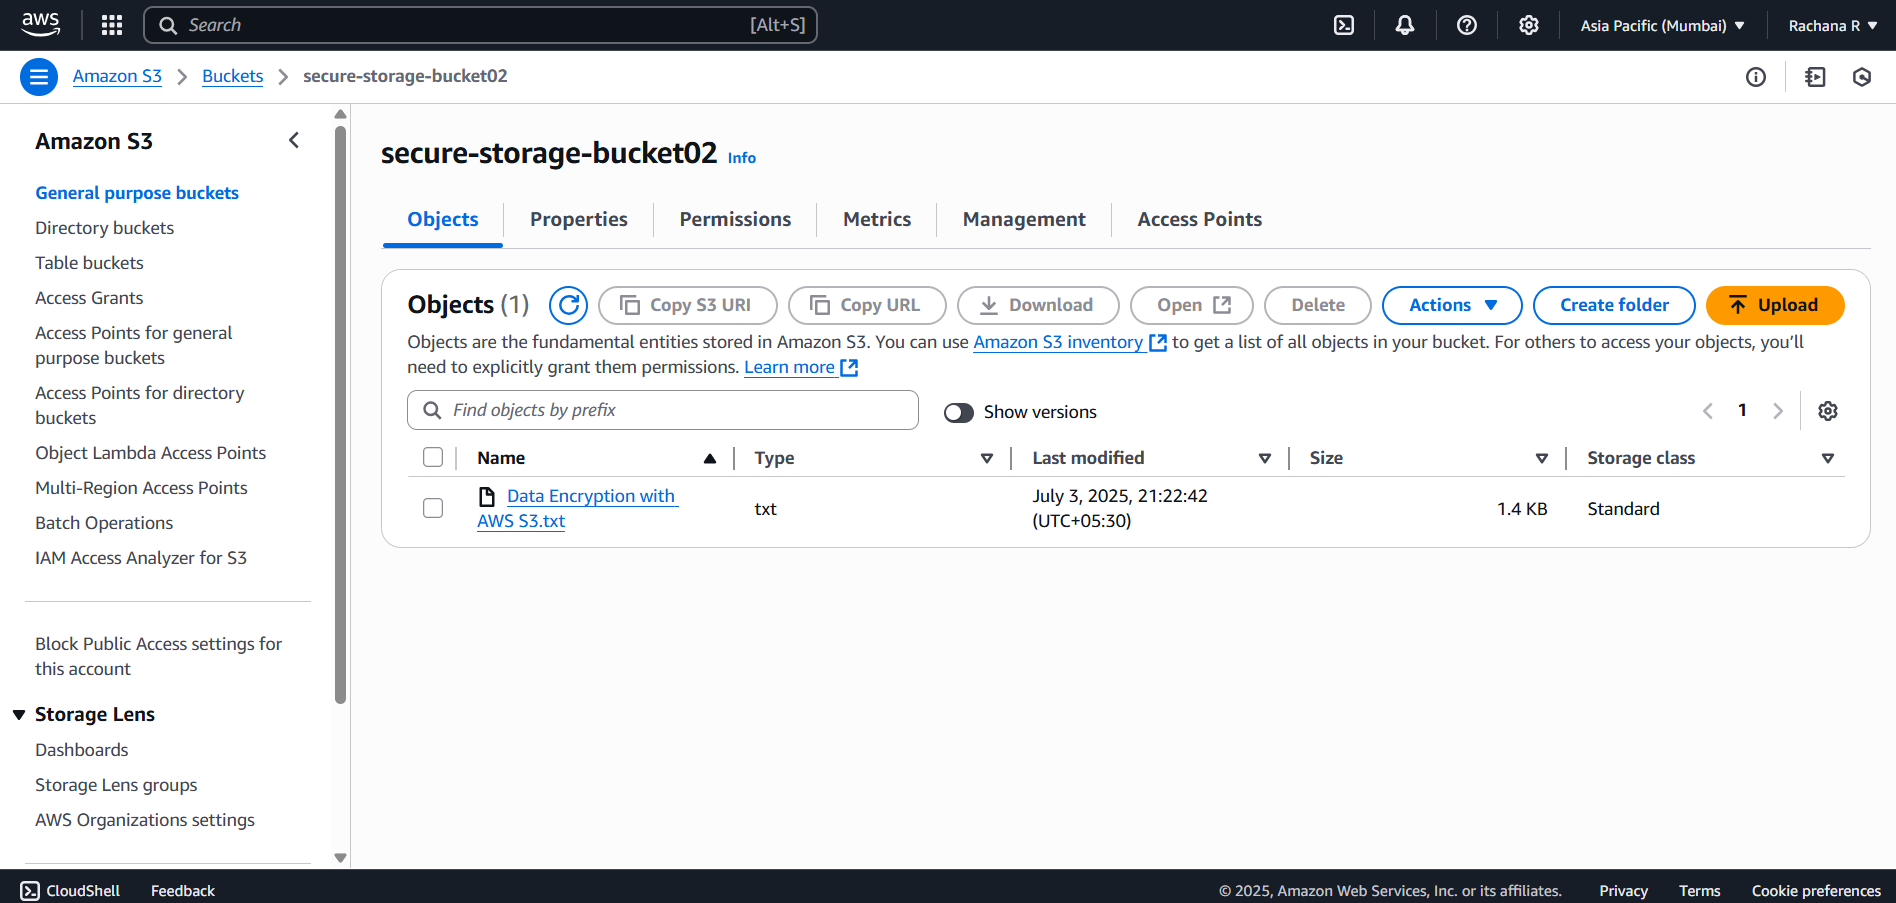 aws
Search [Alt+S]
Asia Pacific (Mumbai)
Rachana R
Amazon S3
Buckets
secure-storage-bucket02
Amazon S3
General purpose buckets
Directory buckets
Table buckets
Access Grants
Access Points for general
purpose buckets
Access Points for directory
buckets
Object Lambda Access Points
Multi-Region Access Points
Batch Operations
IAM Access Analyzer for S3
Block Public Access settings for
this account
Storage Lens
Dashboards
Storage Lens groups
AWS Organizations settings
secure-storage-bucket02 Info
Objects
Properties
Permissions
Metrics
Management
Access Points
Objects (1)
Copy S3 URI
Copy URL
Download
Open
Delete
Actions
Create folder
Upload
Objects are the fundamental entities stored in Amazon S3. You can use Amazon S3 inventory to get a list of all objects in your bucket. For others to access your objects, you’ll
need to explicitly grant them permissions. Learn more
Find objects by prefix
Show versions
1
Name
Type
Last modified
Size
Storage class
Data Encryption with
AWS S3.txt
txt
July 3, 2025, 21:22:42
(UTC+05:30)
1.4 KB
Standard
CloudShell
Feedback
© 2025, Amazon Web Services, Inc. or its affiliates.
Privacy
Terms
Cookie preferences